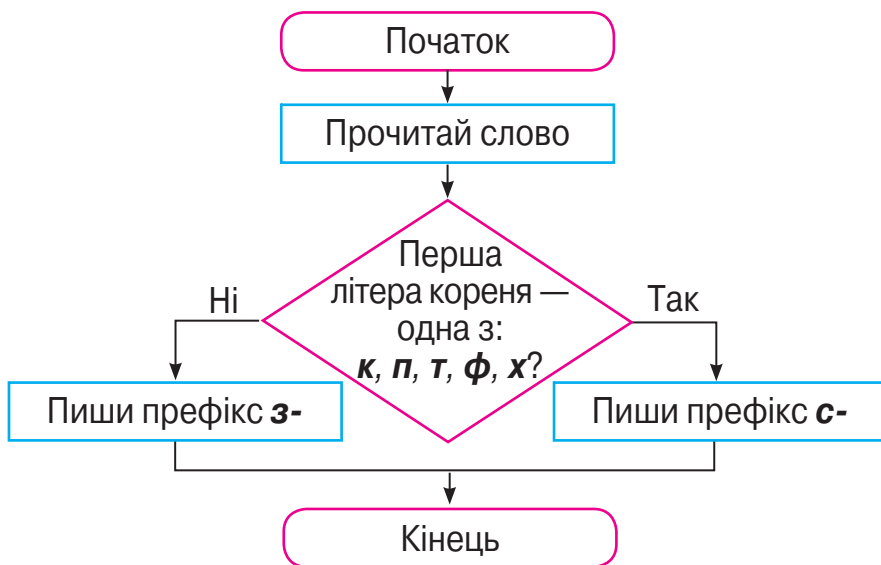 Початок
Прочитай слово
Перша
літера кореня —
одна з:
к, п, т, ф, х?
Ні
Так
Пиши префікс з-
Пиши префікс с-
Кінець